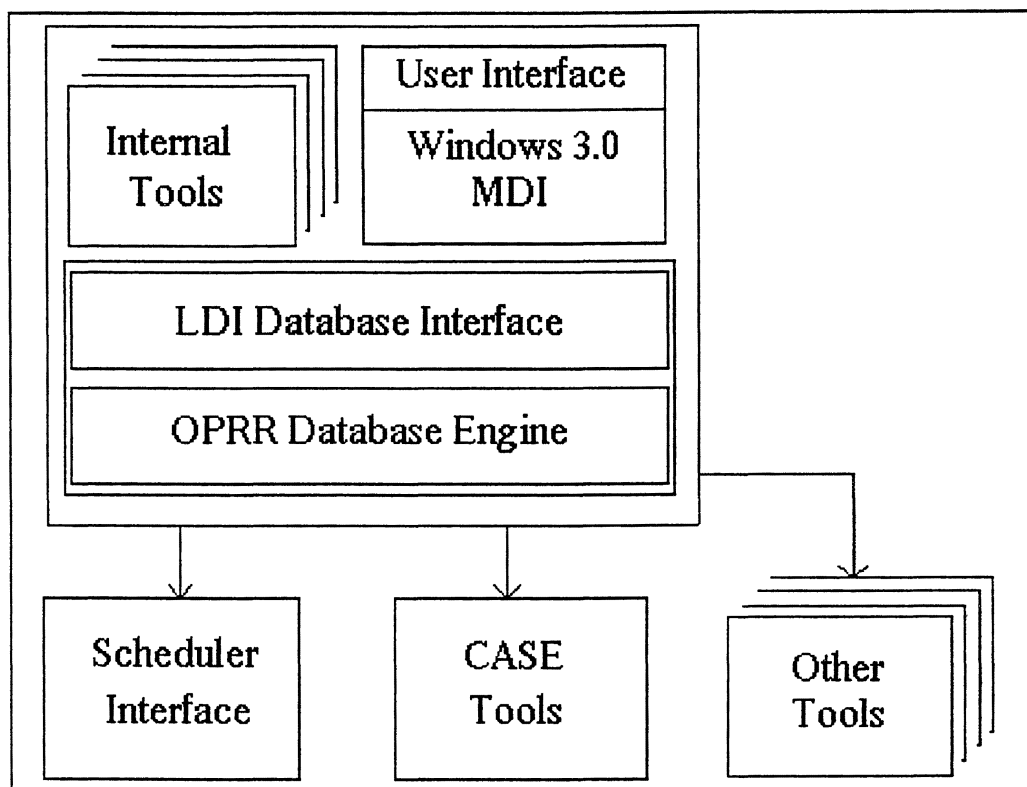 Internal
Tools
User Interface
Windows 3.0
MDI
LDI Database Interface
OPRR Database Engine
Scheduler
Interface
CASE
Tools
Other
Tools